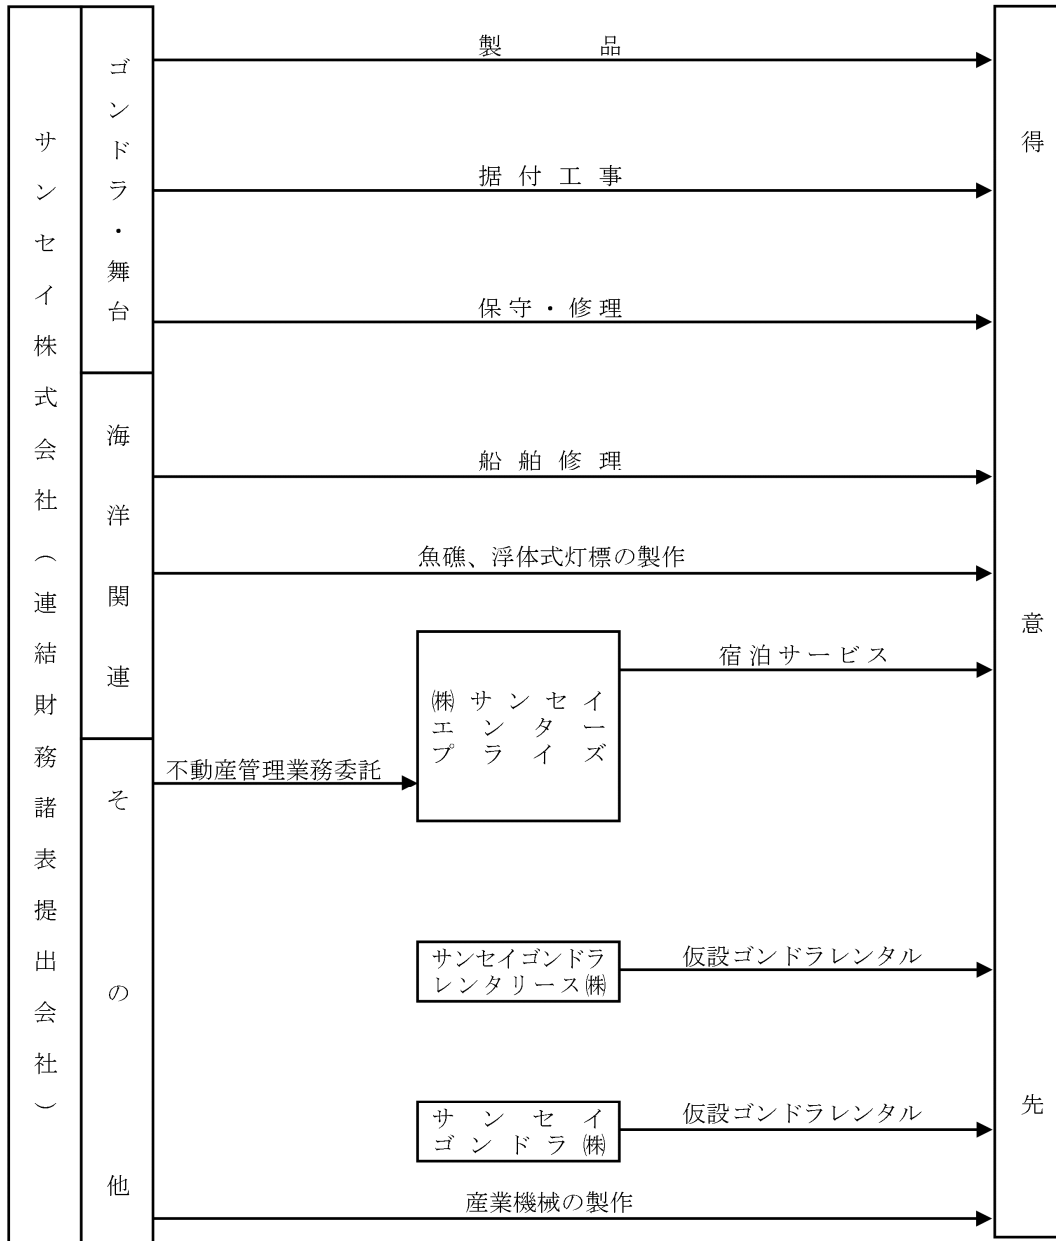 サンセイ株式会社（連結財務諸表提出会社）
ゴンドラ・舞台
製品
据付工事
保守・修理
海洋関連
船舶修理
魚礁、浮体式灯標の製作
㈱サンセイ
エンター
プライズ
宿泊サービス
その他
不動産管理業務委託
サンセイゴンドラ
レンタリース㈱
仮設ゴンドラレンタル
サンセイ
ゴンドラ㈱
仮設ゴンドラレンタル
産業機械の製作
得意先